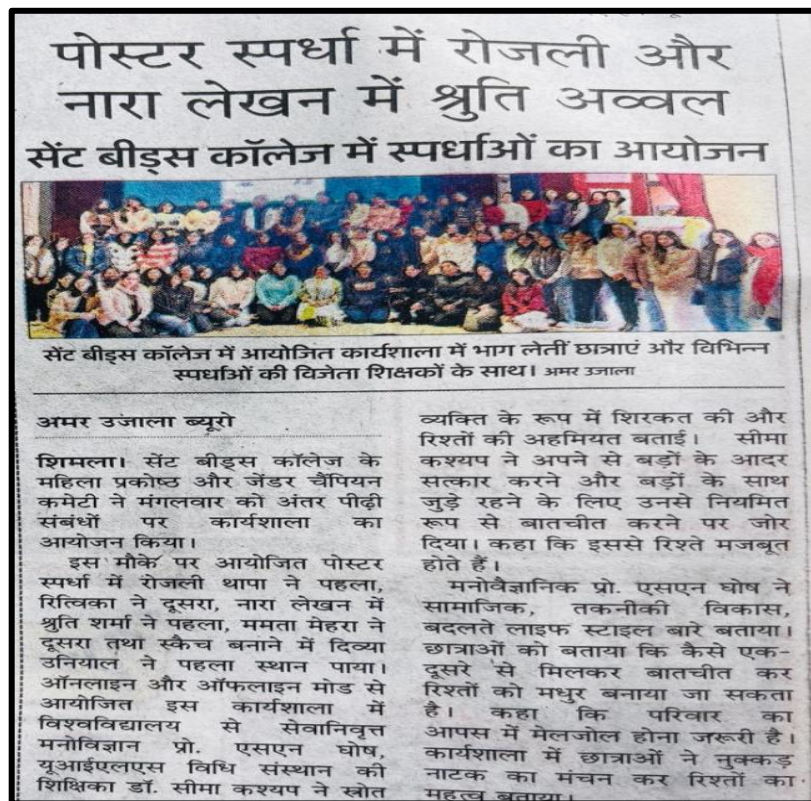 पोस्टर स्पर्धा में रोजली और
नारा लेखन में श्रुति अव्वल
सेंट बीड्स कॉलेज में स्पर्धाओं का आयोजन
सेंट बीड्स कॉलेज में आयोजित कार्यशाला में भाग लेतीं छात्राएं और विभिन्न
स्पर्धाओं की विजेता शिक्षकों के साथ। अमर उजाला
अमर उजाला ब्यूरो
शिमला। सेंट बीड्स कॉलेज के
महिला प्रकोष्ठ और जेंडर चैंपियन
कमेटी ने मंगलवार को अंतर पीढ़ी
संबंधों पर कार्यशाला का
आयोजन किया।
इस मौके पर आयोजित पोस्टर
स्पर्धा में रोजली थापा ने पहला,
रित्विका ने दूसरा, नारा लेखन में
श्रुति शर्मा ने पहला, ममता मेहरा ने
दूसरा तथा स्कैच बनाने में दिव्या
उनियाल ने पहला स्थान पाया।
ऑनलाइन और ऑफलाइन मोड से
आयोजित इस कार्यशाला में
विश्वविद्यालय से सेवानिवृत्त
मनोविज्ञान प्रो. एसएन घोष,
यूआईएलएस विधि संस्थान की
शिक्षिका डॉ. सीमा कश्यप ने स्रोत
व्यक्ति के रूप में शिरकत की और
रिश्तों की अहमियत बताई। सीमा
कश्यप ने अपने से बड़ों के आदर
सत्कार करने और बड़ों के साथ
जुड़े रहने के लिए उनसे नियमित
रूप से बातचीत करने पर जोर
दिया। कहा कि इससे रिश्ते मजबूत
होते हैं।
मनोवैज्ञानिक प्रो. एसएन घोष ने
सामाजिक, तकनीकी विकास,
बदलते लाइफ स्टाइल बारे बताया।
छात्राओं को बताया कि कैसे एक-
दूसरे से मिलकर बातचीत कर
रिश्तों को मधुर बनाया जा सकता
है। कहा कि परिवार का
आपस में मेलजोल होना जरूरी है।
कार्यशाला में छात्राओं ने नुक्कड़
नाटक का मंचन कर रिश्तों का
महत्व बताया।